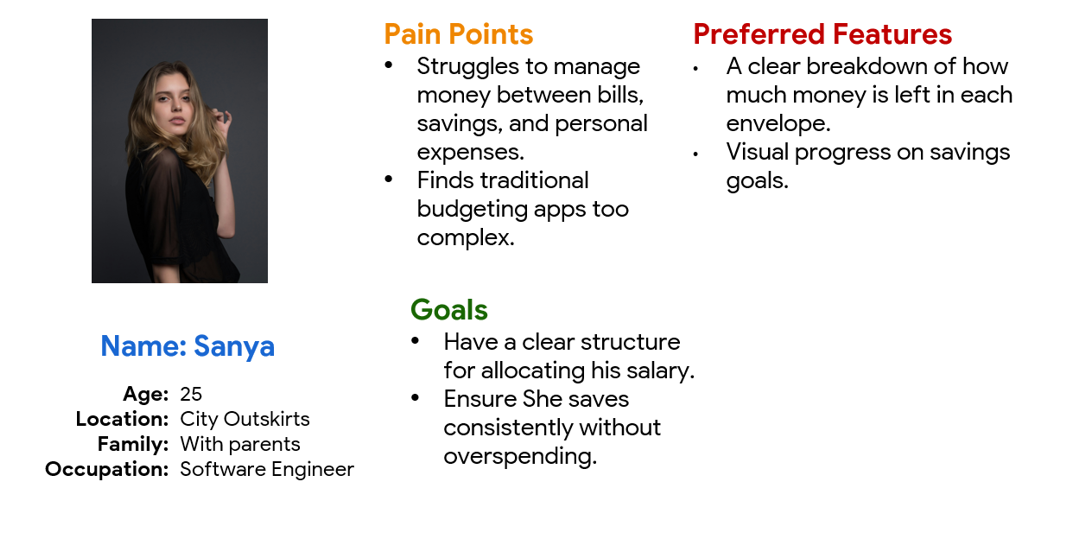 Name: Sanya
Age: 25
Location: City Outskirts
Family: With parents
Occupation: Software Engineer
Pain Points
• Struggles to manage
money between bills,
savings, and personal
expenses.
• Finds traditional
budgeting apps too
complex.
Goals
• Have a clear structure
for allocating his salary.
• Ensure She saves
consistently without
overspending.
Preferred Features
• A clear breakdown of how
much money is left in each
envelope.
• Visual progress on savings
goals.